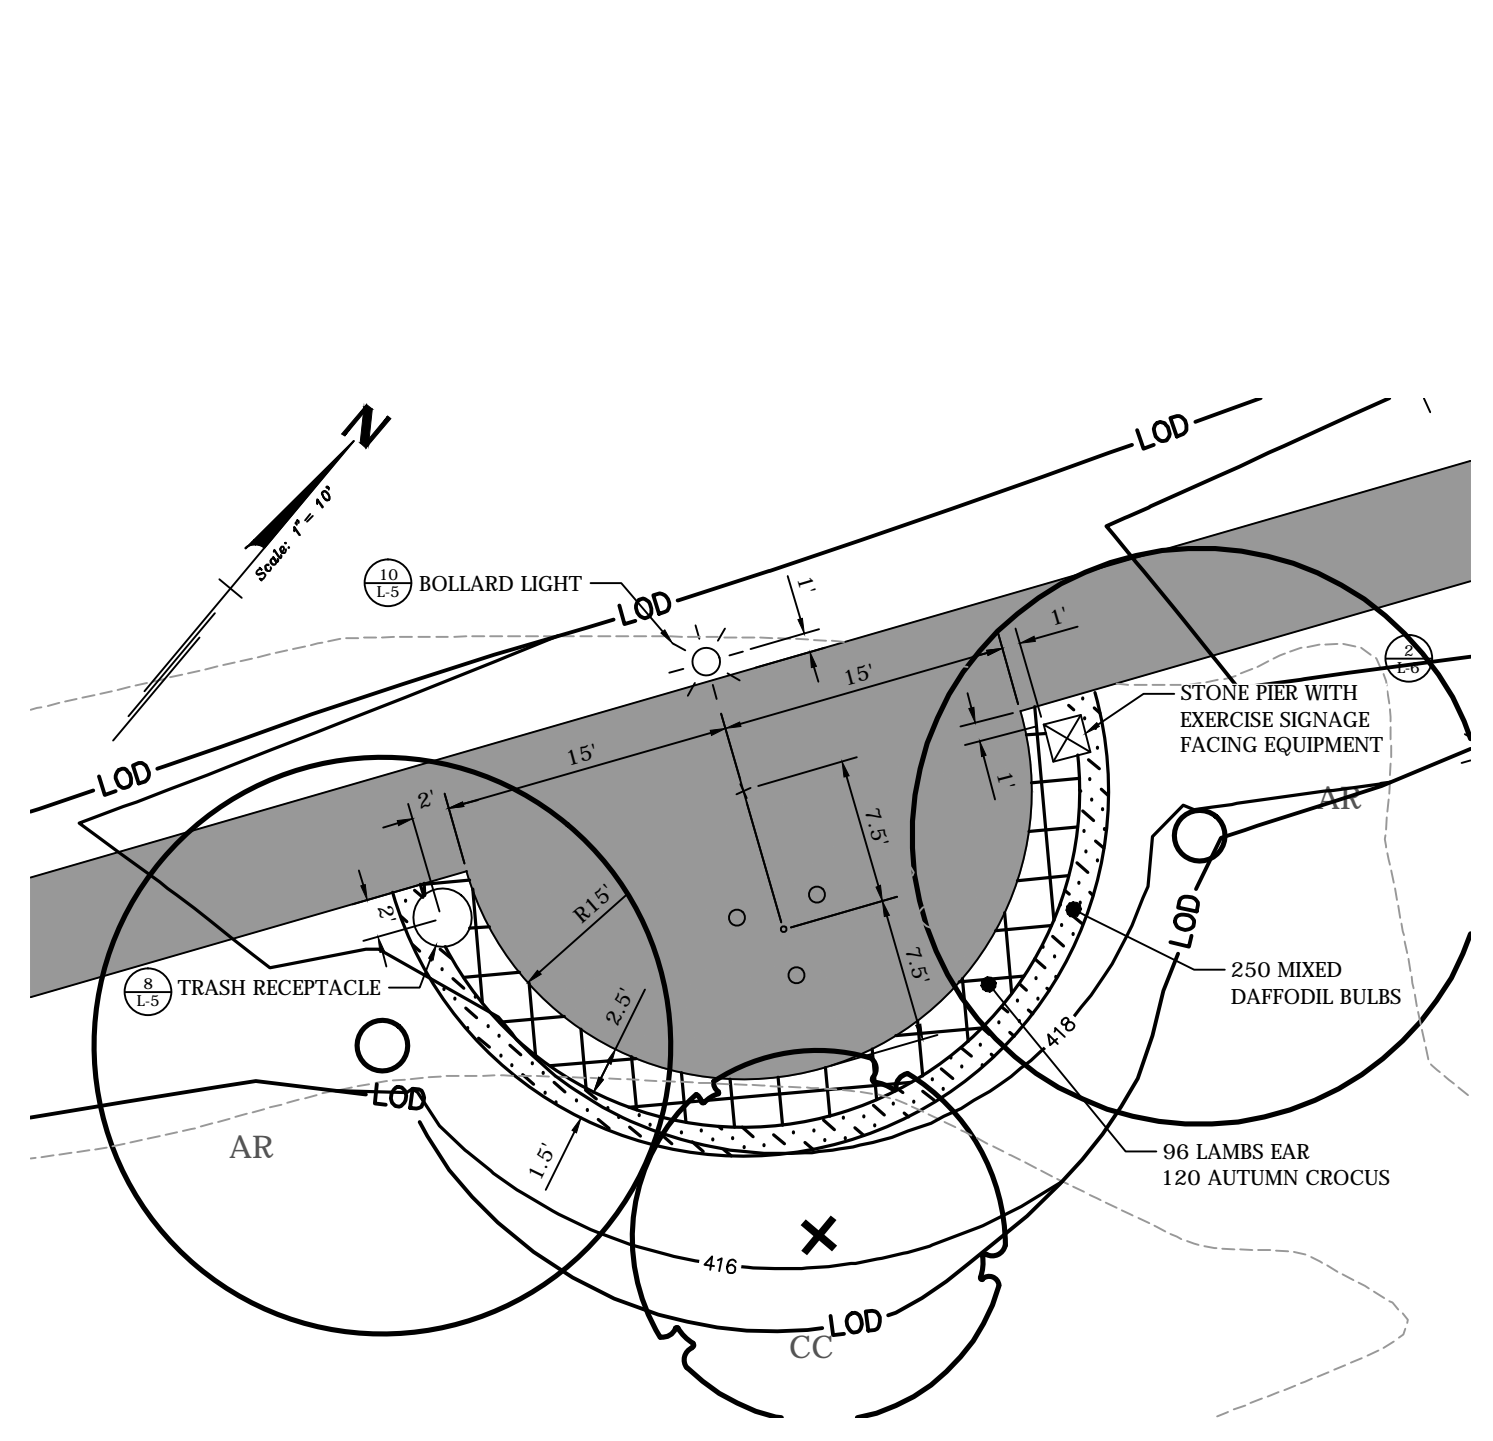 N
Scale: 1"= 10'
LOD
10
L-5
BOLLARD LIGHT
LOD
1'
1'
15'
2
L-6
STONE PIER WITH
EXERCISE SIGNAGE
FACING EQUIPMENT
15'
LOD
2'
1'
AR
7.5'
R15'
2'
LOD
7.5'
250 MIXED
DAFFODIL BULBS
8
L-5
TRASH RECEPTACLE
2.5'
418
LOD
AR
1.5'
96 LAMBS EAR
120 AUTUMN CROCUS
416
LOD
CC